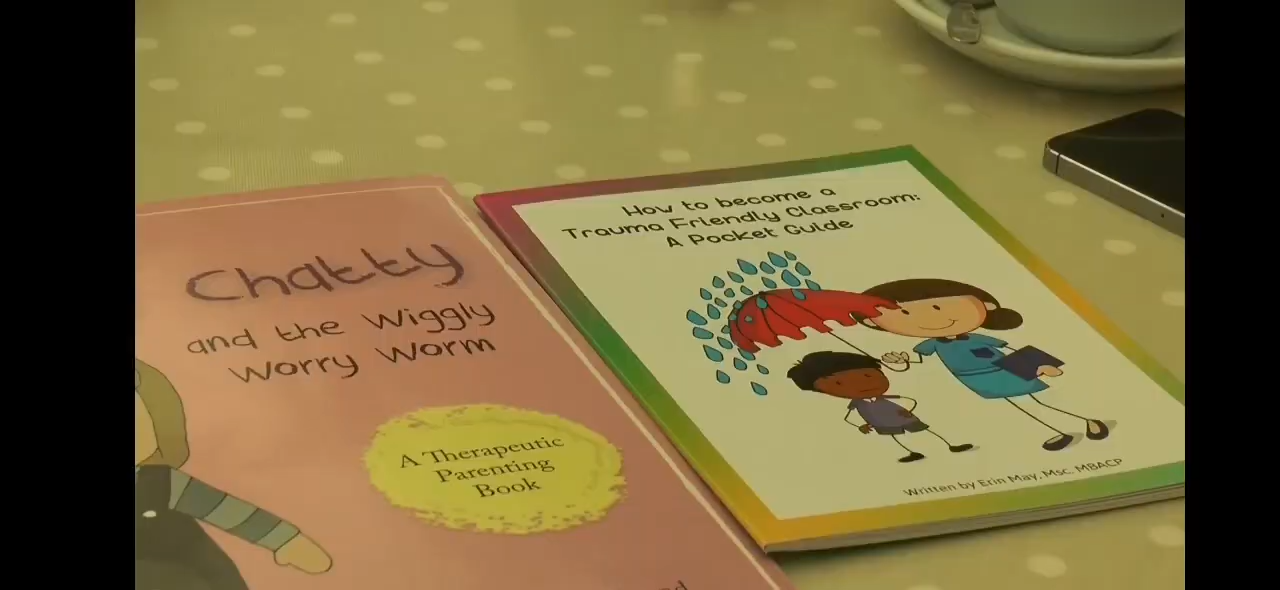 Chatty
and the Wiggly
Worry Worm
A Therapeutic
Parenting
Book
How to become a
Trauma Friendly Classroom:
A Pocket Guide
Written by Erin May, Msc, MBACP